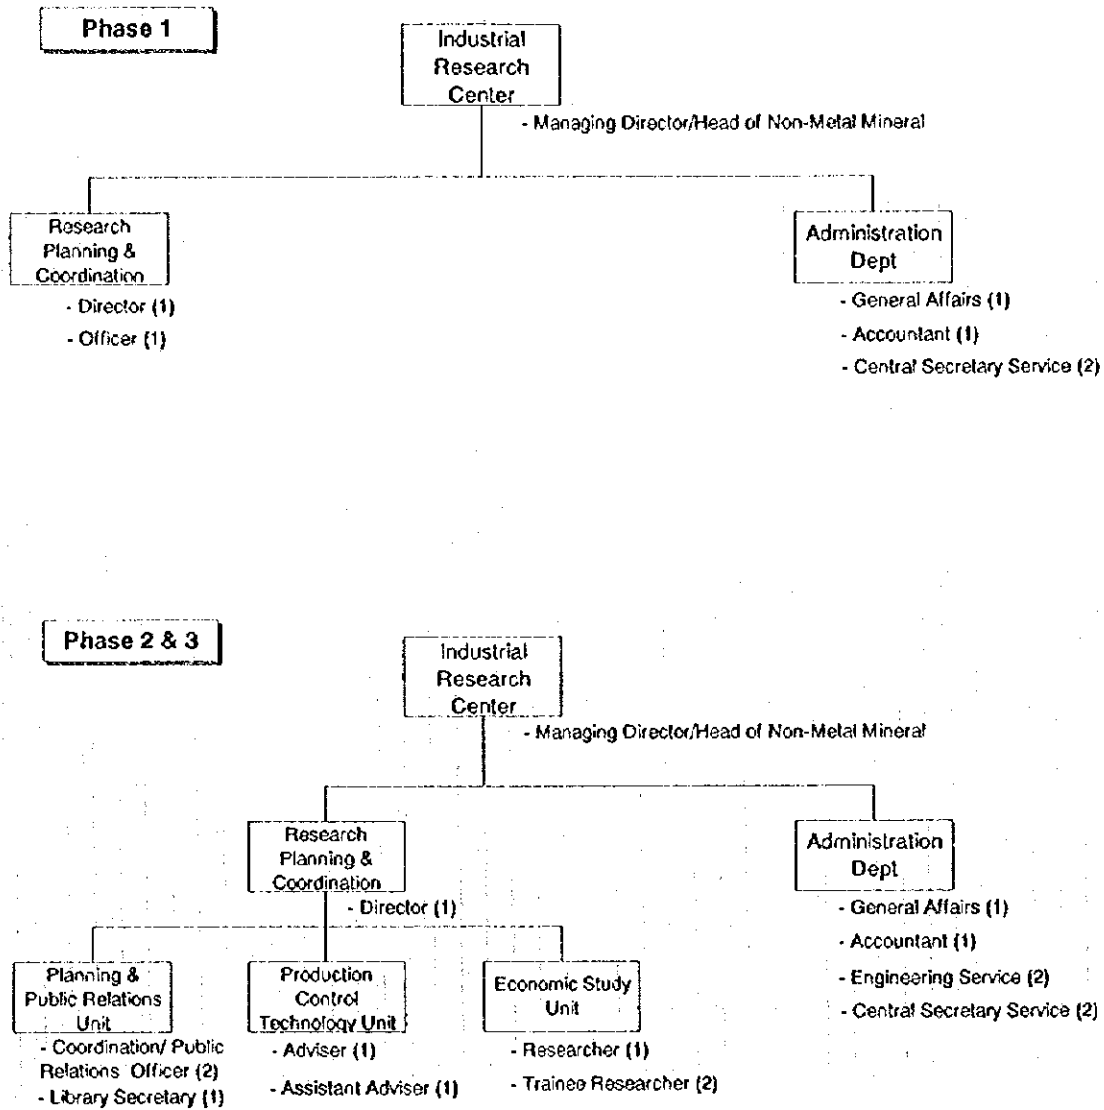 Phase 1
Industrial
Research
Center
- Managing Director/Head of Non-Metal Mineral
Research
Planning &
Coordination
- Director (1)
- Officer (1)
Administration
Dept
- General Affairs (1)
- Accountant (1)
- Central Secretary Service (2)
Phase 2 & 3
Industrial
Research
Center
- Managing Director/Head of Non-Metal Mineral
Research
Planning &
Coordination
- Director (1)
Planning &
Public Relations
Unit
- Coordination/ Public
Relations Officer (2)
- Library Secretary (1)
Production
Control
Technology Unit
- Adviser (1)
- Assistant Adviser (1)
Economic Study
Unit
- Researcher (1)
- Trainee Researcher (2)
Administration
Dept
- General Affairs (1)
- Accountant (1)
- Engineering Service (2)
- Central Secretary Service (2)